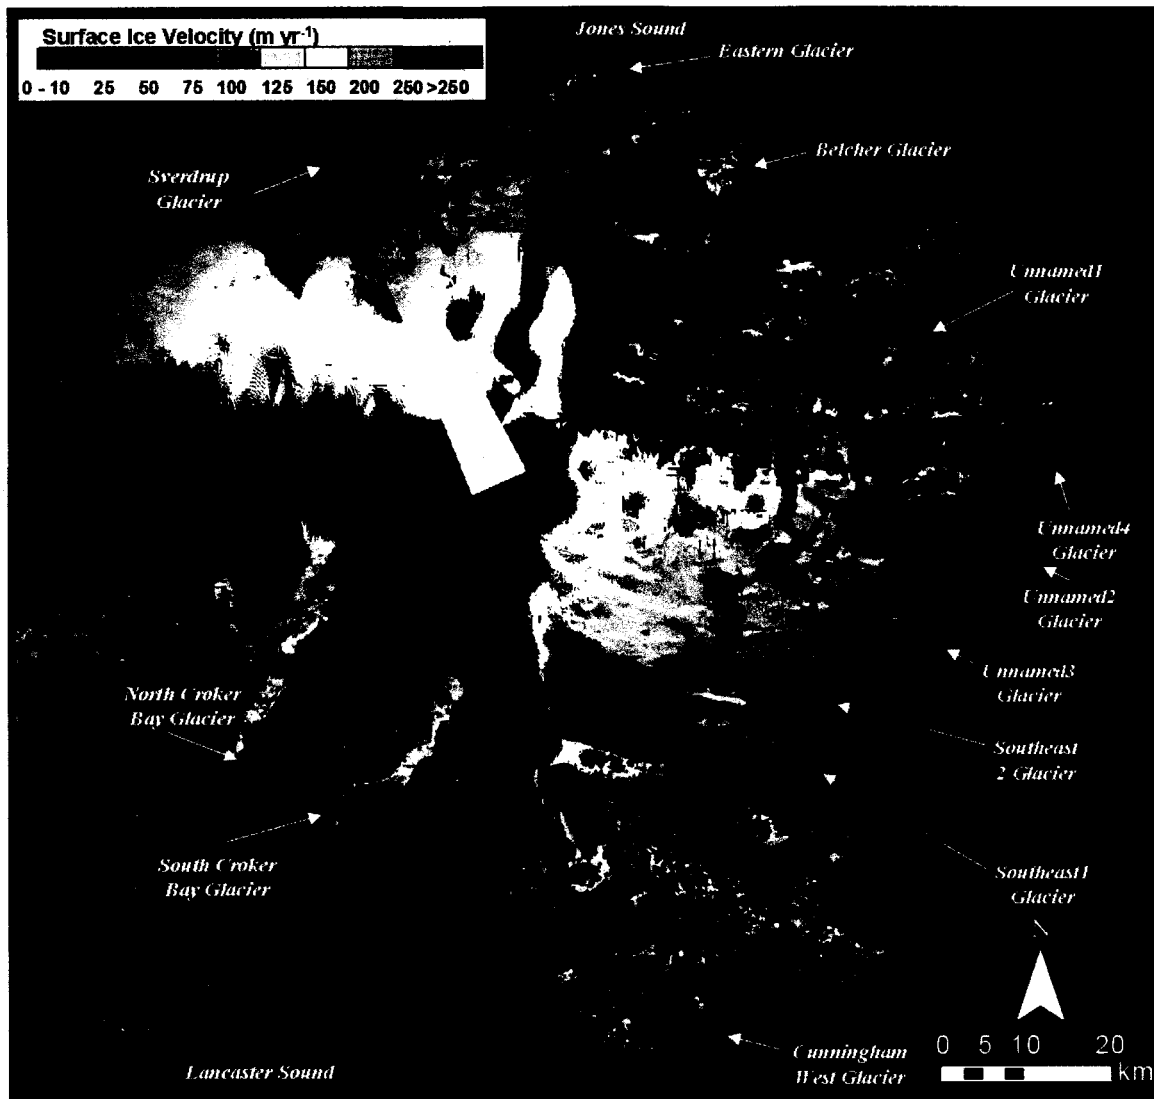 Surface Ice Velocity (m yr-1)
0 - 10 25 50 75 100 125 150 200 250 >250
Jones Sound
Eastern Glacier
Belcher Glacier
Sverdrup
Glacier
Unnamed1
Glacier
Unnamed4
Glacier
Unnamed2
Glacier
Unnamed3
Glacier
North Croker
Bay Glacier
Southeast
2 Glacier
South Croker
Bay Glacier
Southeast1
Glacier
Cunningham
West Glacier
Lancaster Sound
0 5 10 20
km